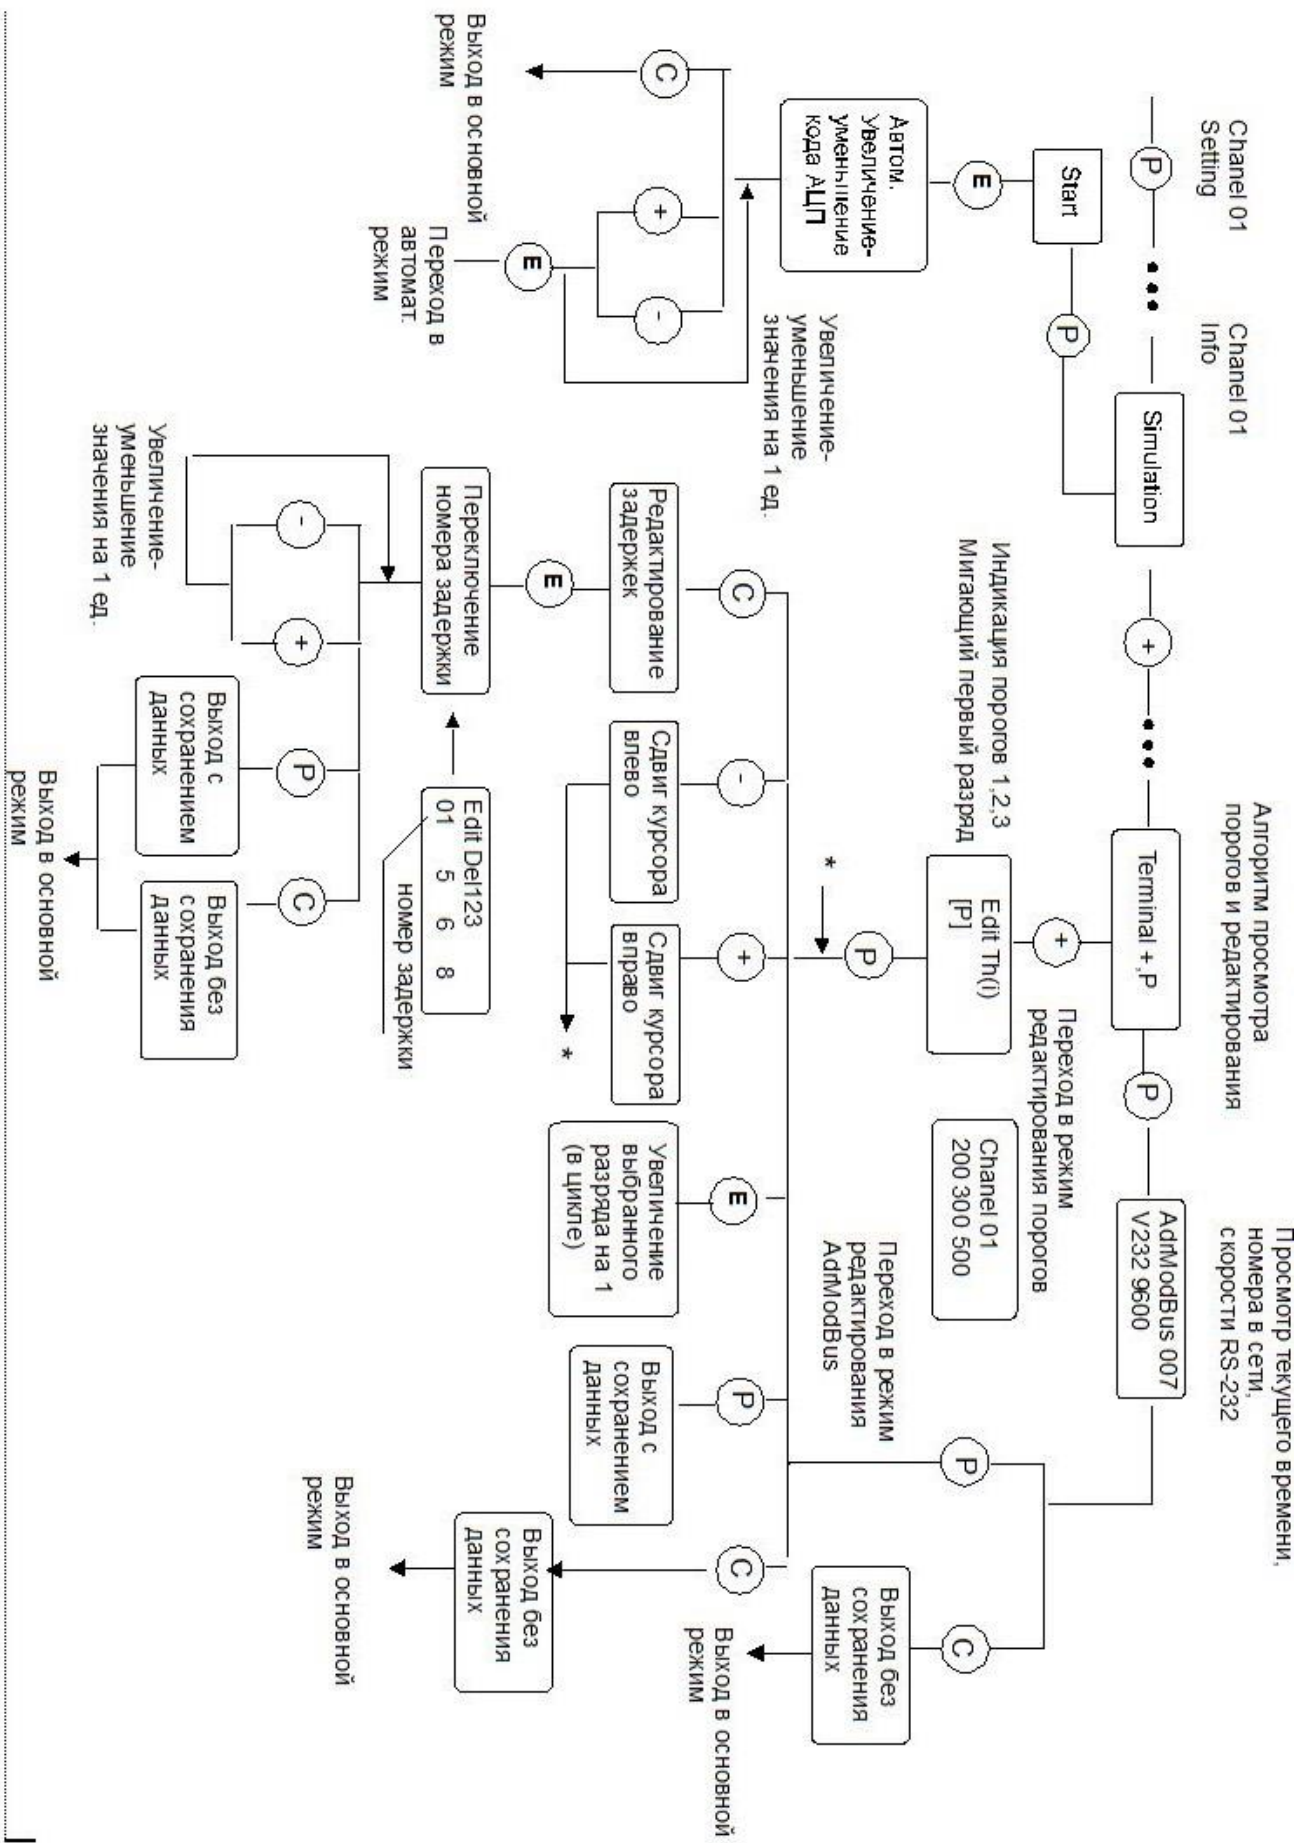 Chanel 01
Setting
Chanel 01
Info
Алгоритм просмотра
порогов и редактирования
Просмотр текущего времени,
номера в сети,
скорости RS-232
P
Simulation
+
Terminal +,P
P
AdrModBus 007
V232 9600
Start
P
+
Переход в режим
редактирования порогов
E
Индикация порогов 1,2,3
Мигающий первый разряд
Edit Th(i)
[P]
Chanel 01
200 300 500
P
C
Автом.
Увеличение-
уменьшение
кода АЦП
Увеличение-
уменьшение
значения на 1 ед.
*
P
Переход в режим
редактирования
AdrModBus
Выход без
сохранения
данных
Выход в основной
режим
C
+
-
C
-
+
E
P
C
E
Выход в основной
режим
Переход в
автомат.
режим
Редактирование
задержек
Сдвиг курсора
влево
Сдвиг курсора
вправо
Увеличение
выбранного
разряда на 1
(в цикле)
Выход с
сохранением
данных
*
E
Выход без
сохранения
данных
Переключение
номера задержки
Edit Del123
01 5 6 8
номер задержки
Выход в основной
режим
-
+
P
C
Увеличение-
уменьшение
значения на 1 ед.
Выход с
сохранением
данных
Выход без
сохранения
данных
Выход в основной
режим